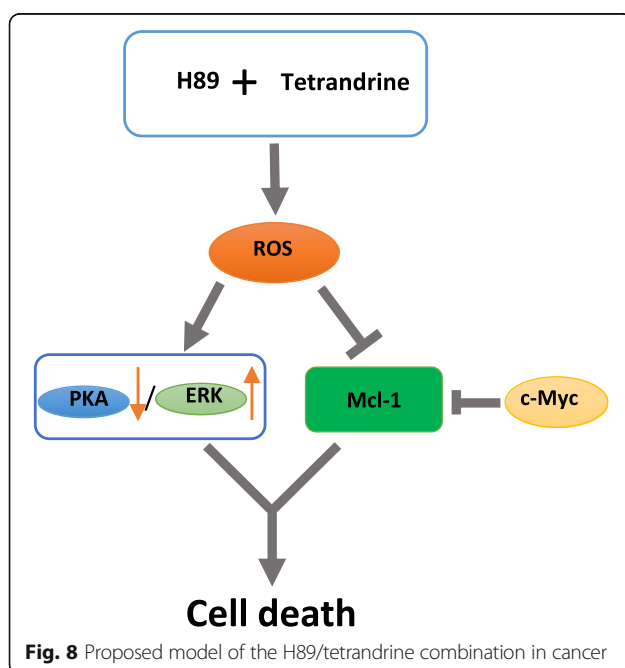 H89 + Tetrandrine
ROS
PKA / ERK
Mcl-1
c-Myc
Cell death
Fig. 8 Proposed model of the H89/tetrandrine combination in cancer